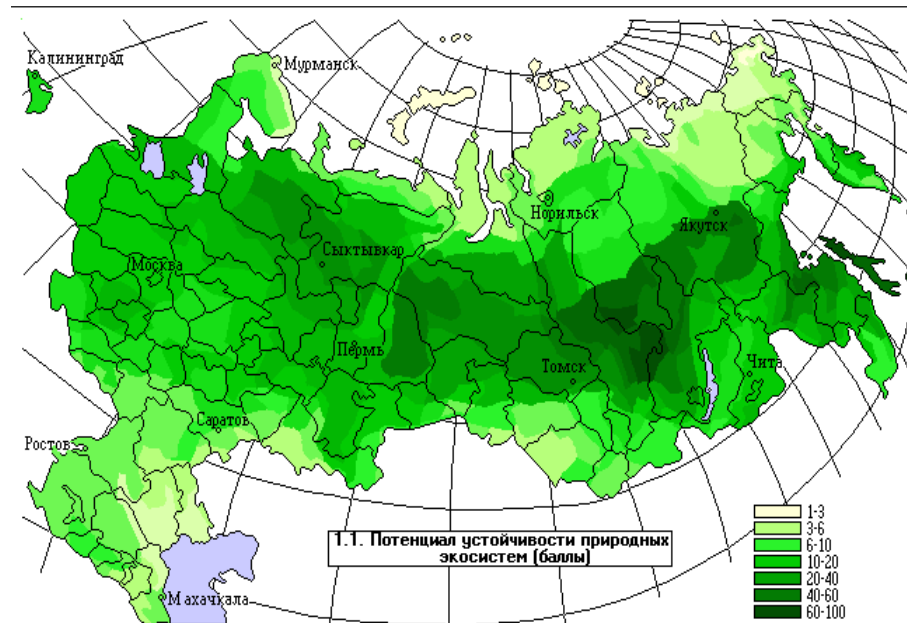 Калининград
Мурманск
Норильск
Якутск
Сыктывкар
Москва
Пермь
Томск
Чита
Саратов
Ростов
Махачкала
1.1. Потенциал устойчивости природных
экосистем (баллы)
1-3
3-6
6-10
10-20
20-40
40-60
60-100